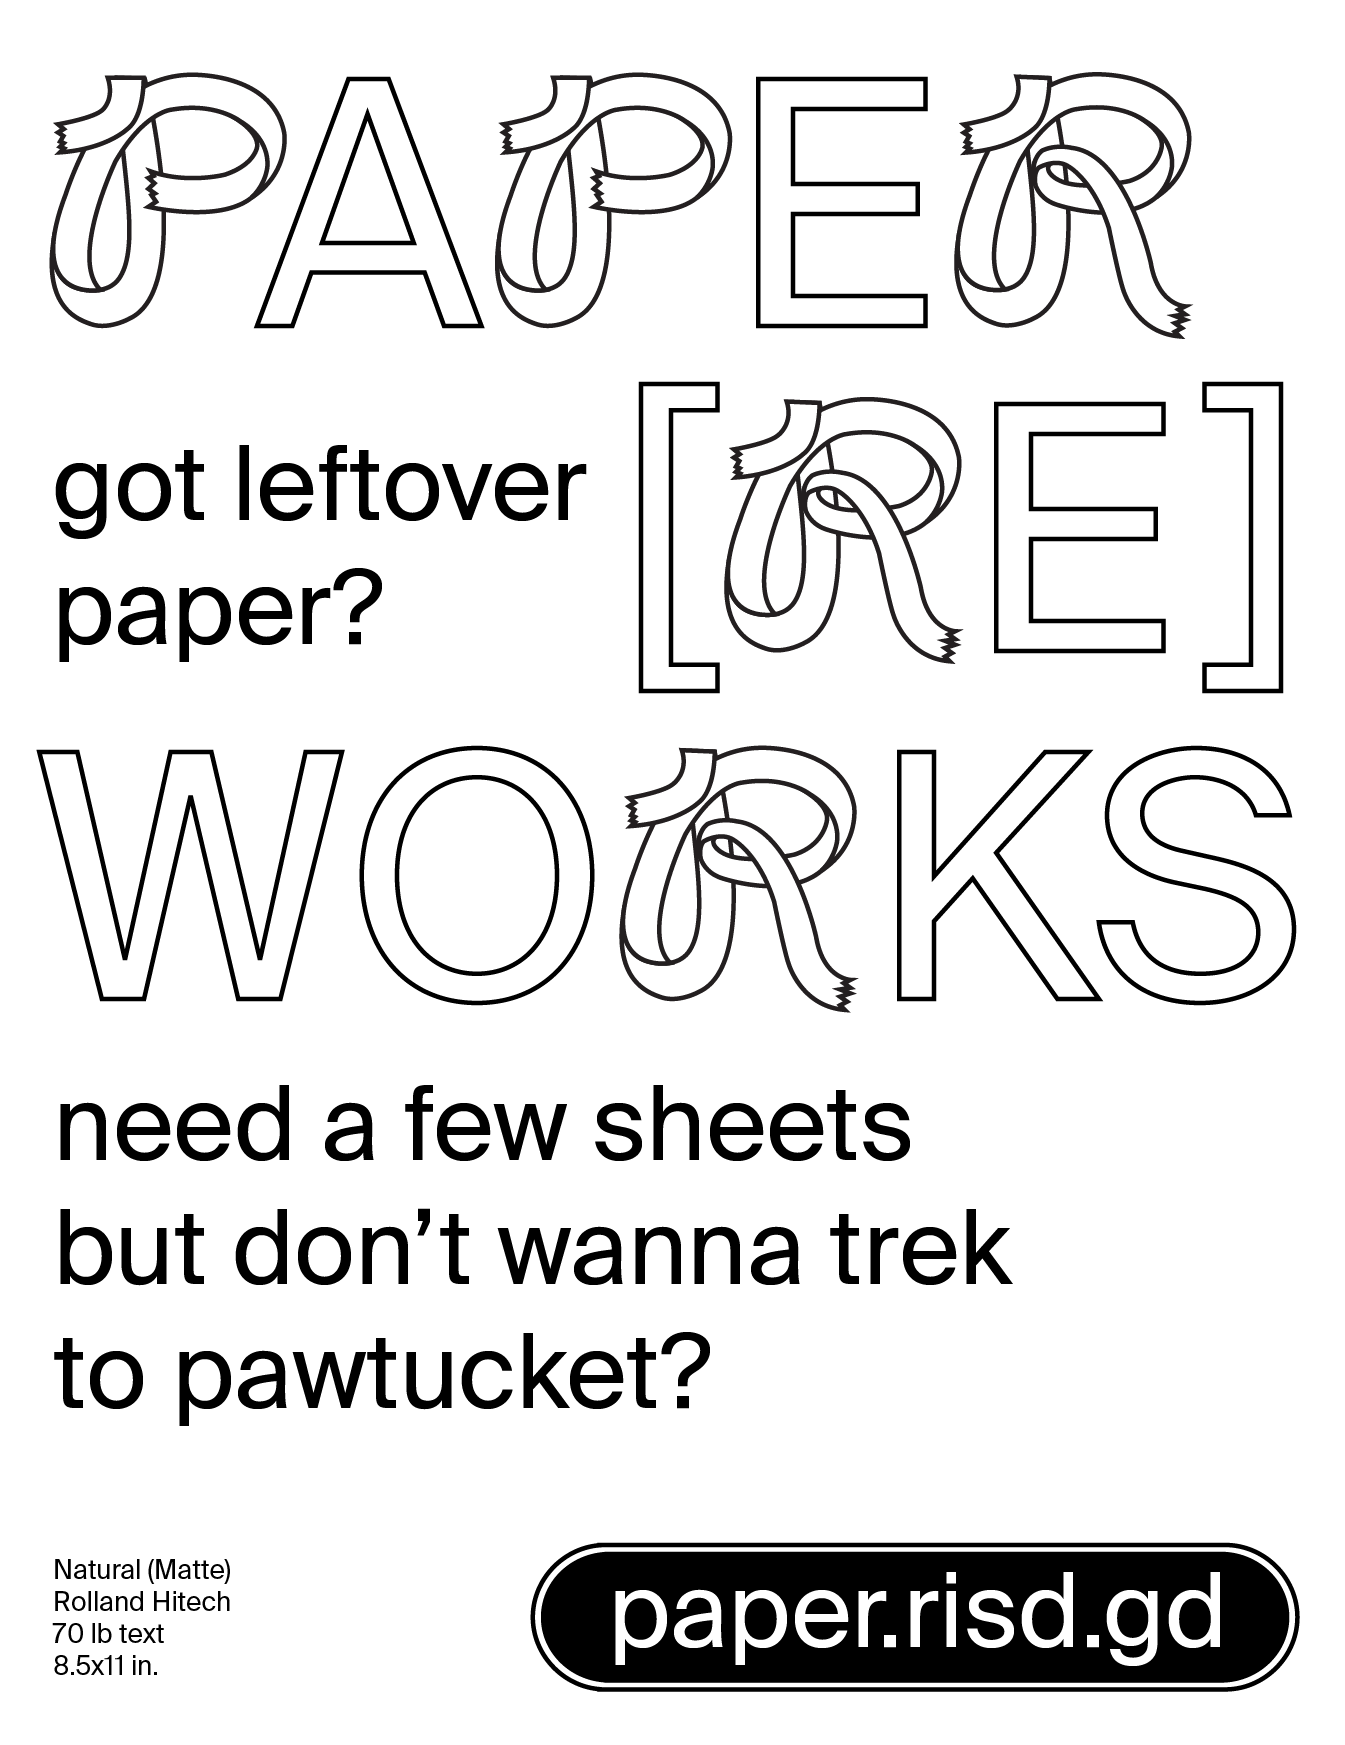 PAPER
got leftover
paper?
[RE]
WORKS
need a few sheets
but don’t wanna trek
to pawtucket?
Natural (Matte)
Rolland Hitech
70 lb text
8.5x11 in.
paper.risd.gd